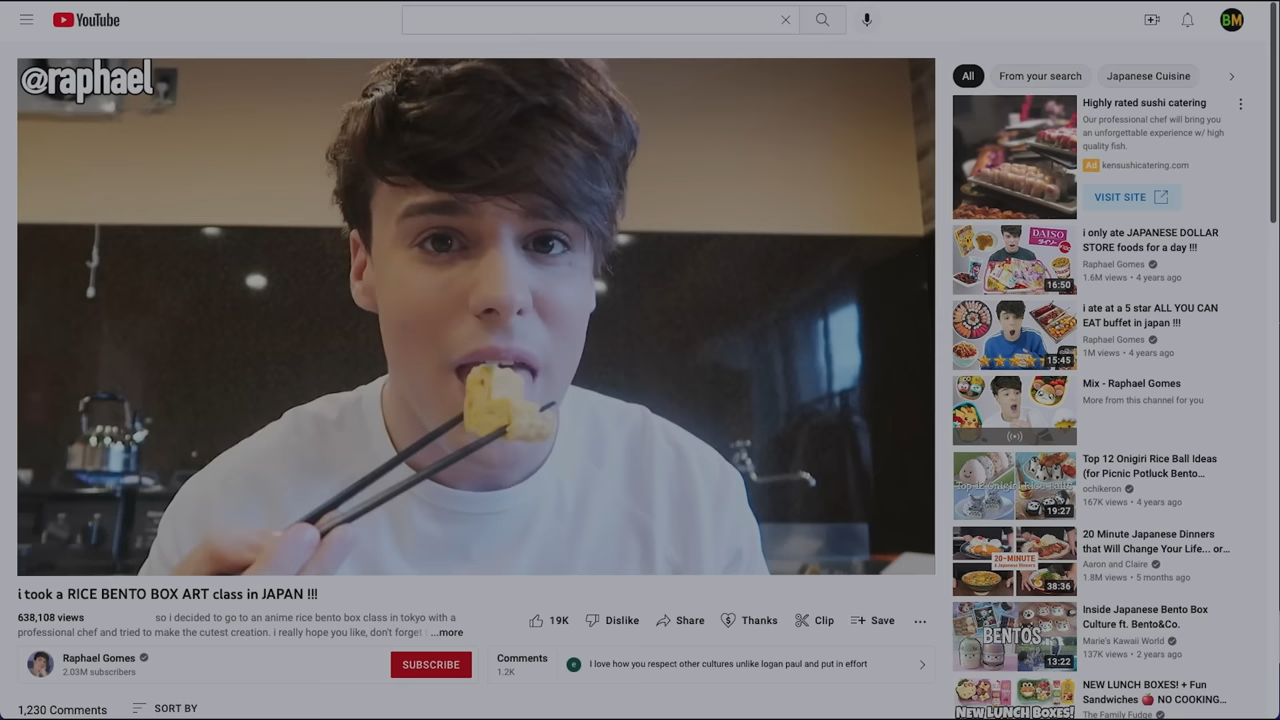 YouTube
BM
@raphael
All
From your search
Japanese Cuisine
Highly rated sushi catering
Our professional chef will bring you
an unforgettable experience w/ high
quality fish.
Ad kensushicatering.com
VISIT SITE
DAISO
i only ate JAPANESE DOLLAR
STORE foods for a day !!!
Raphael Gomes
1.6M views • 4 years ago
16:50
i ate at a 5 star ALL YOU CAN
EAT buffet in japan !!!
Raphael Gomes
1M views • 4 years ago
15:45
Mix - Raphael Gomes
More from this channel for you
Top 12 Onigiri Rice Ball Ideas
(for Picnic Potluck Bento...
ochikeron
167K views • 4 years ago
19:27
20 Minute Japanese Dinners
that Will Change Your Life... or...
Aaron and Claire
1.8M views • 5 months ago
20-MINUTE
38:36
Inside Japanese Bento Box
Culture ft. Bento&Co.
Marie's Kawaii World
137K views • 2 years ago
BENTOS
13:22
NEW LUNCH BOXES! + Fun
Sandwiches 🍎 NO COOKING...
The Family Fudge
NEW LUNCH BOXES!
i took a RICE BENTO BOX ART class in JAPAN !!!
638,108 views
so i decided to go to an anime rice bento box class in tokyo with a
professional chef and tried to make the cutest creation. i really hope you like, don't forget ...more
19K
Dislike
Share
Thanks
Clip
Save
Raphael Gomes
2.03M subscribers
SUBSCRIBE
Comments
1.2K
I love how you respect other cultures unlike logan paul and put in effort
1,230 Comments
SORT BY